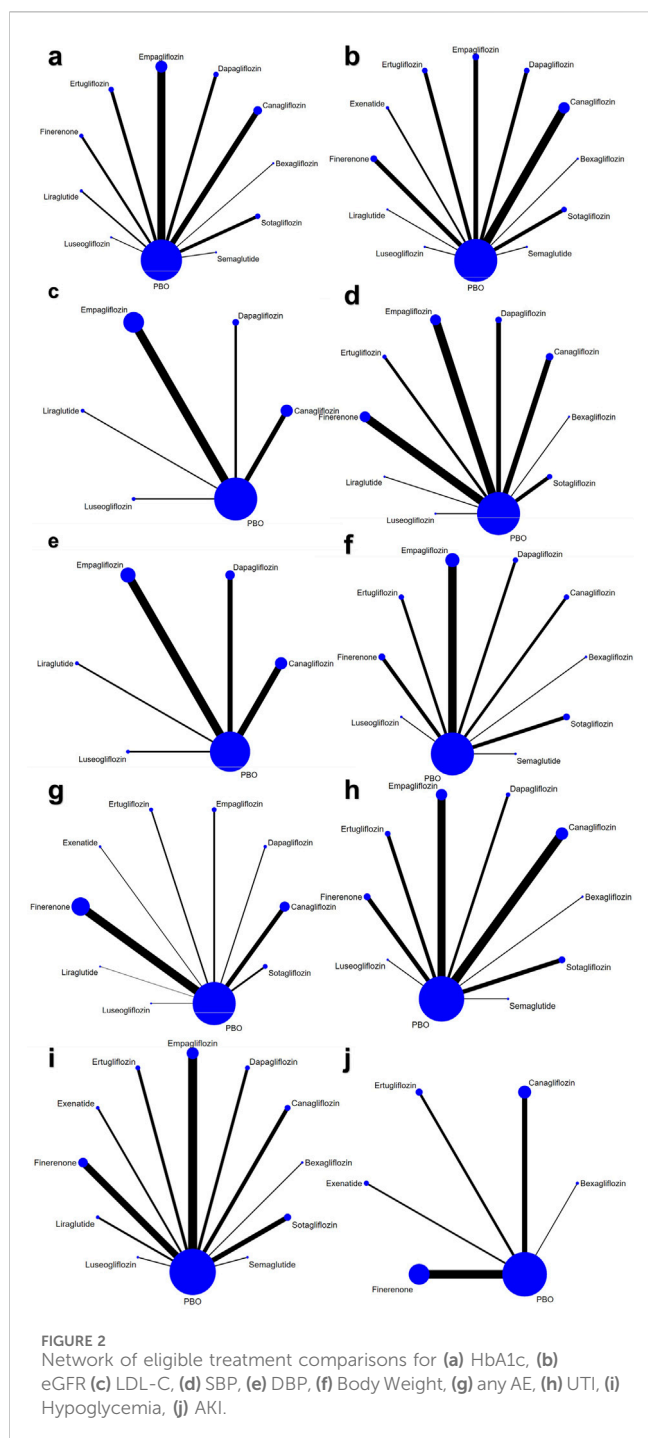 a
Empagliflozin
Ertugliflozin
Dapagliflozin
Finerenone
Canagliflozin
Liraglutide
Bexagliflozin
Luseogliflozin
Sotagliflozin
Semaglutide
PBO
b
Empagliflozin
Ertugliflozin
Dapagliflozin
Exenatide
Canagliflozin
Finerenone
Bexagliflozin
Liraglutide
Sotagliflozin
Luseogliflozin
Semaglutide
PBO
c
Empagliflozin
Dapagliflozin
Liraglutide
Canagliflozin
Luseogliflozin
PBO
d
Empagliflozin
Dapagliflozin
Ertugliflozin
Canagliflozin
Finerenone
Bexagliflozin
Liraglutide
Sotagliflozin
Luseogliflozin
PBO
e
Empagliflozin
Dapagliflozin
Liraglutide
Canagliflozin
Luseogliflozin
PBO
f
Empagliflozin
Dapagliflozin
Ertugliflozin
Canagliflozin
Finerenone
Bexagliflozin
Luseogliflozin
Sotagliflozin
Semaglutide
PBO
g
Ertugliflozin
Empagliflozin
Exenatide
Dapagliflozin
Finerenone
Canagliflozin
Liraglutide
Sotagliflozin
Luseogliflozin
PBO
h
Empagliflozin
Dapagliflozin
Ertugliflozin
Canagliflozin
Finerenone
Bexagliflozin
Luseogliflozin
Sotagliflozin
Semaglutide
PBO
i
Empagliflozin
Ertugliflozin
Dapagliflozin
Exenatide
Canagliflozin
Finerenone
Bexagliflozin
Liraglutide
Sotagliflozin
Luseogliflozin
Semaglutide
PBO
j
Canagliflozin
Ertugliflozin
Exenatide
Bexagliflozin
Finerenone
PBO
FIGURE 2
Network of eligible treatment comparisons for (a) HbA1c, (b)
eGFR (c) LDL-C, (d) SBP, (e) DBP, (f) Body Weight, (g) any AE, (h) UTI, (i)
Hypoglycemia, (j) AKI.